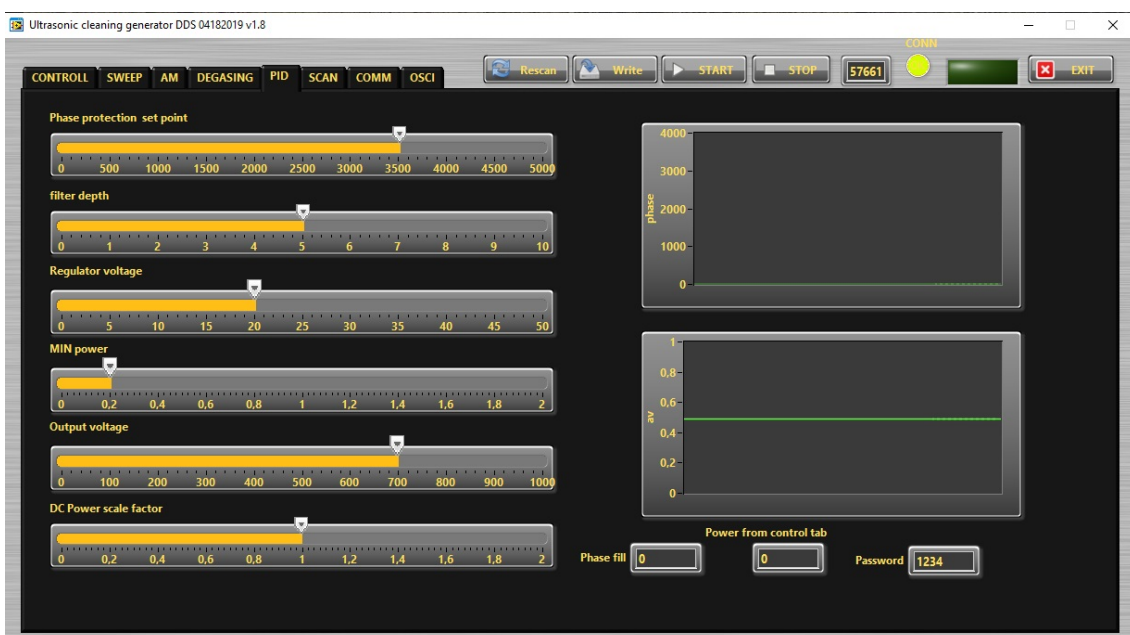 Ultrasonic cleaning generator DDS 04182019 v1.8
CONN
CONTROLL SWEEP AM DEGASING PID SCAN COMM OSCI Rescan Write START STOP 57661 EXIT
Phase protection set point
0 500 1000 1500 2000 2500 3000 3500 4000 4500 5000
filter depth
0 1 2 3 4 5 6 7 8 9 10
Regulator voltage
0 5 10 15 20 25 30 35 40 45 50
MIN power
0 0,2 0,4 0,6 0,8 1 1,2 1,4 1,6 1,8 2
Output voltage
0 100 200 300 400 500 600 700 800 900 1000
DC Power scale factor
0 0,2 0,4 0,6 0,8 1 1,2 1,4 1,6 1,8 2
phase
4000
3000
2000
1000
0
av
1
0,8
0,6
0,4
0,2
0
Power from control tab
Phase fill 0 0 Password 1234